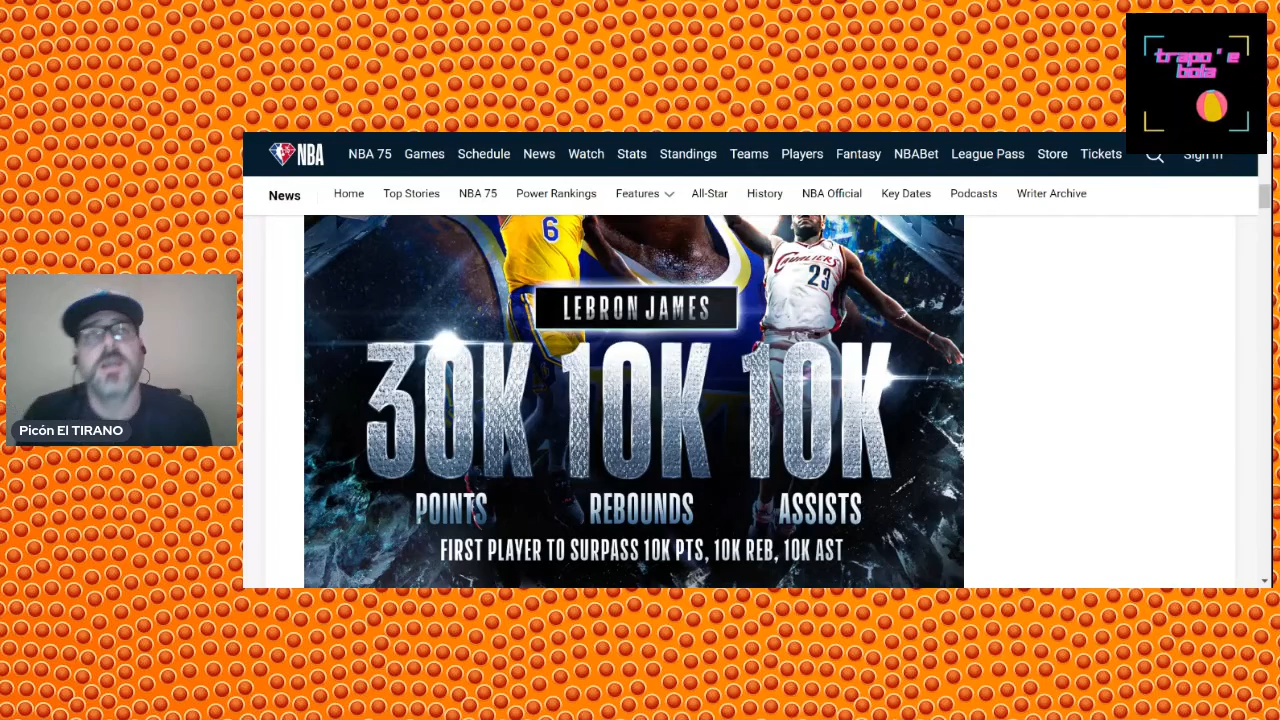 trapo'e
bola
NBA
NBA 75 Games Schedule News Watch Stats Standings Teams Players Fantasy NBABet League Pass Store Tickets Sign In
News Home Top Stories NBA 75 Power Rankings Features All-Star History NBA Official Key Dates Podcasts Writer Archive
6
CAVALIERS
23
LEBRON JAMES
30K 10K 10K
POINTS REBOUNDS ASSISTS
FIRST PLAYER TO SURPASS 10K PTS, 10K REB, 10K AST
Picón El TIRANO